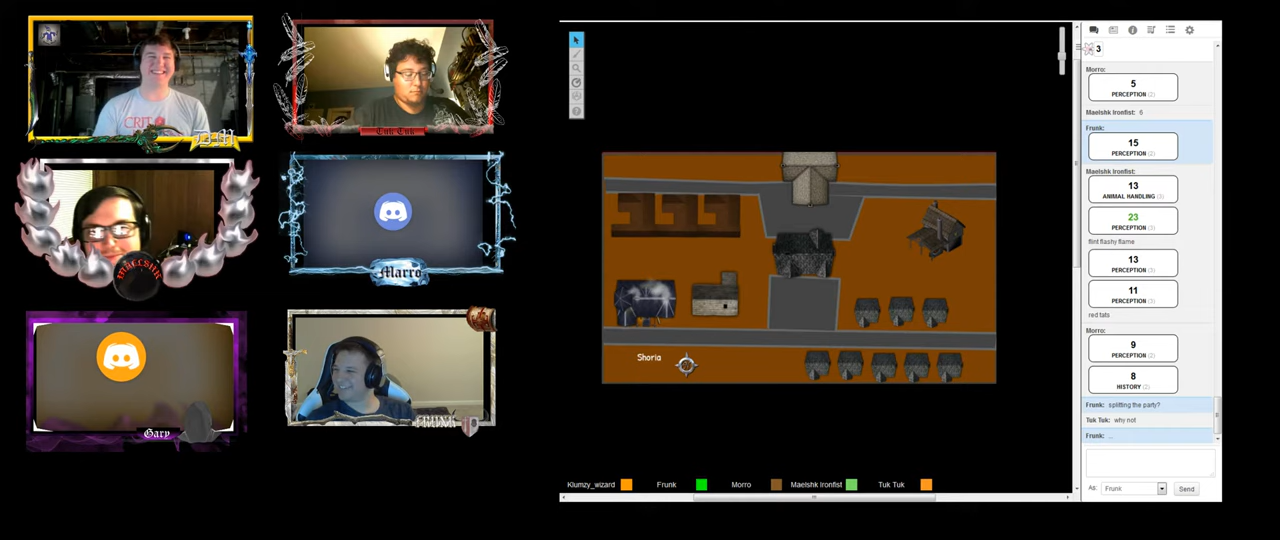 CRIT
DM
Tuk Tuk
MAELSHK
Marro
Gary
FRUNK
Shoria
Klumzy_wizard
Frunk
Morro
Maelshk Ironfist
Tuk Tuk
3
Morro:
5
PERCEPTION (2)
Maelshk Ironfist: 6
Frunk:
15
PERCEPTION (2)
Maelshk Ironfist:
13
ANIMAL HANDLING (3)
23
PERCEPTION (3)
flint flashy flame
13
PERCEPTION (3)
11
PERCEPTION (3)
red tats
Morro:
9
PERCEPTION (2)
8
HISTORY (2)
Frunk: splitting the party?
Tuk Tuk: why not
Frunk: ...
As: Frunk Send